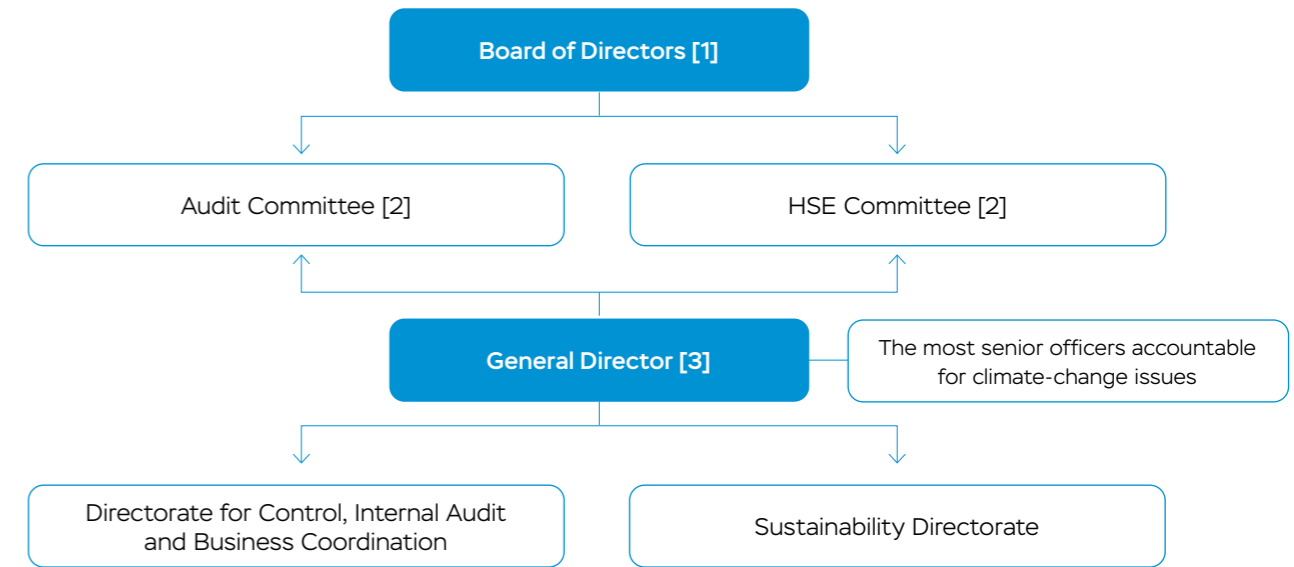 Board of Directors [1]
Audit Committee [2]
HSE Committee [2]
General Director [3]
The most senior officers accountable
for climate-change issues
Directorate for Control, Internal Audit
and Business Coordination
Sustainability Directorate